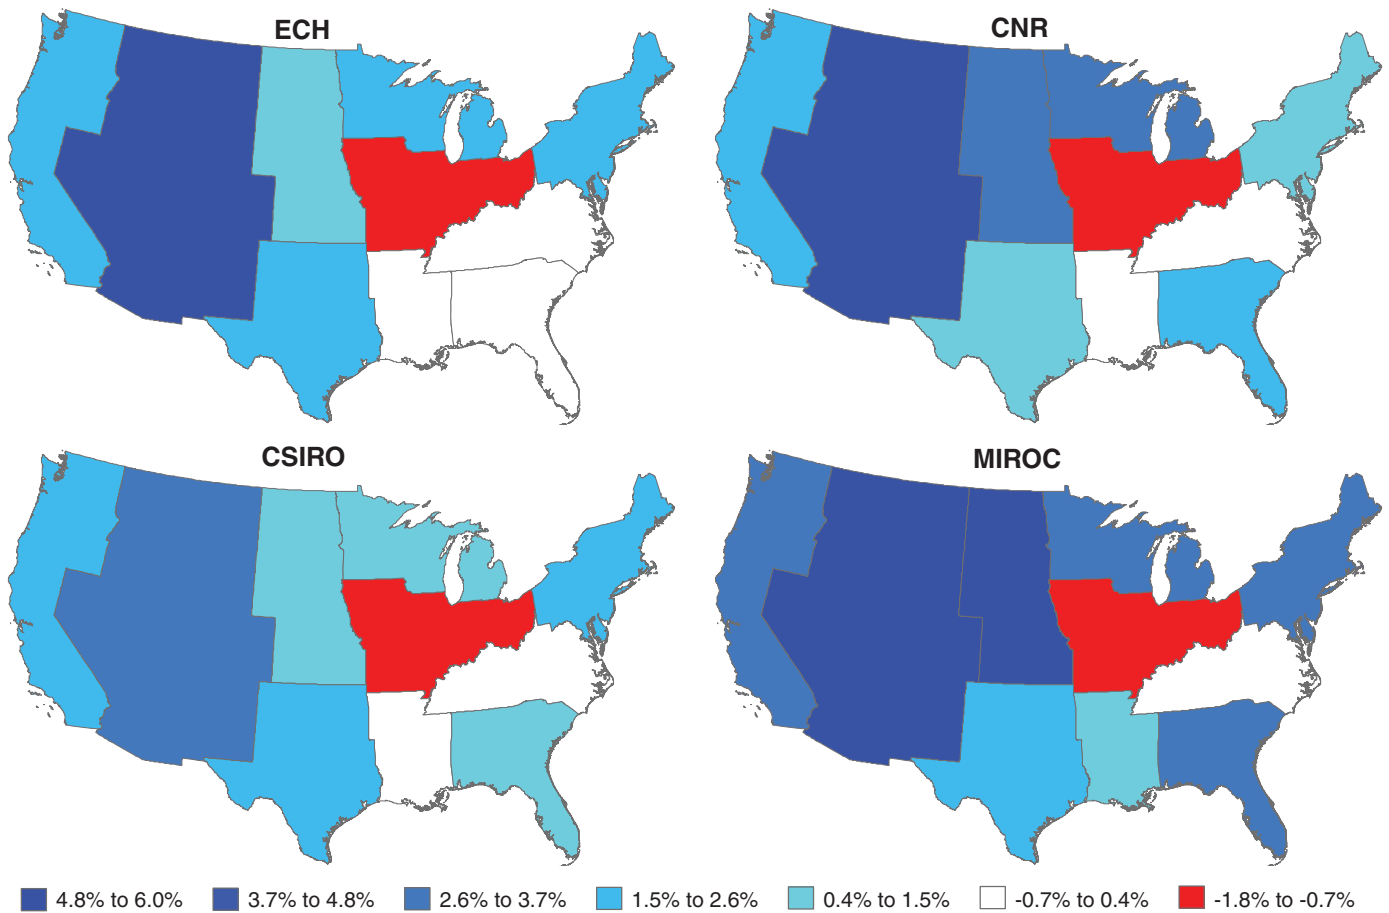 ECH
CNR
CSIRO
MIROC
4.8% to 6.0%
3.7% to 4.8%
2.6% to 3.7%
1.5% to 2.6%
0.4% to 1.5%
-0.7% to 0.4%
-1.8% to -0.7%